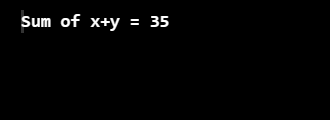 Sum of x+y = 35